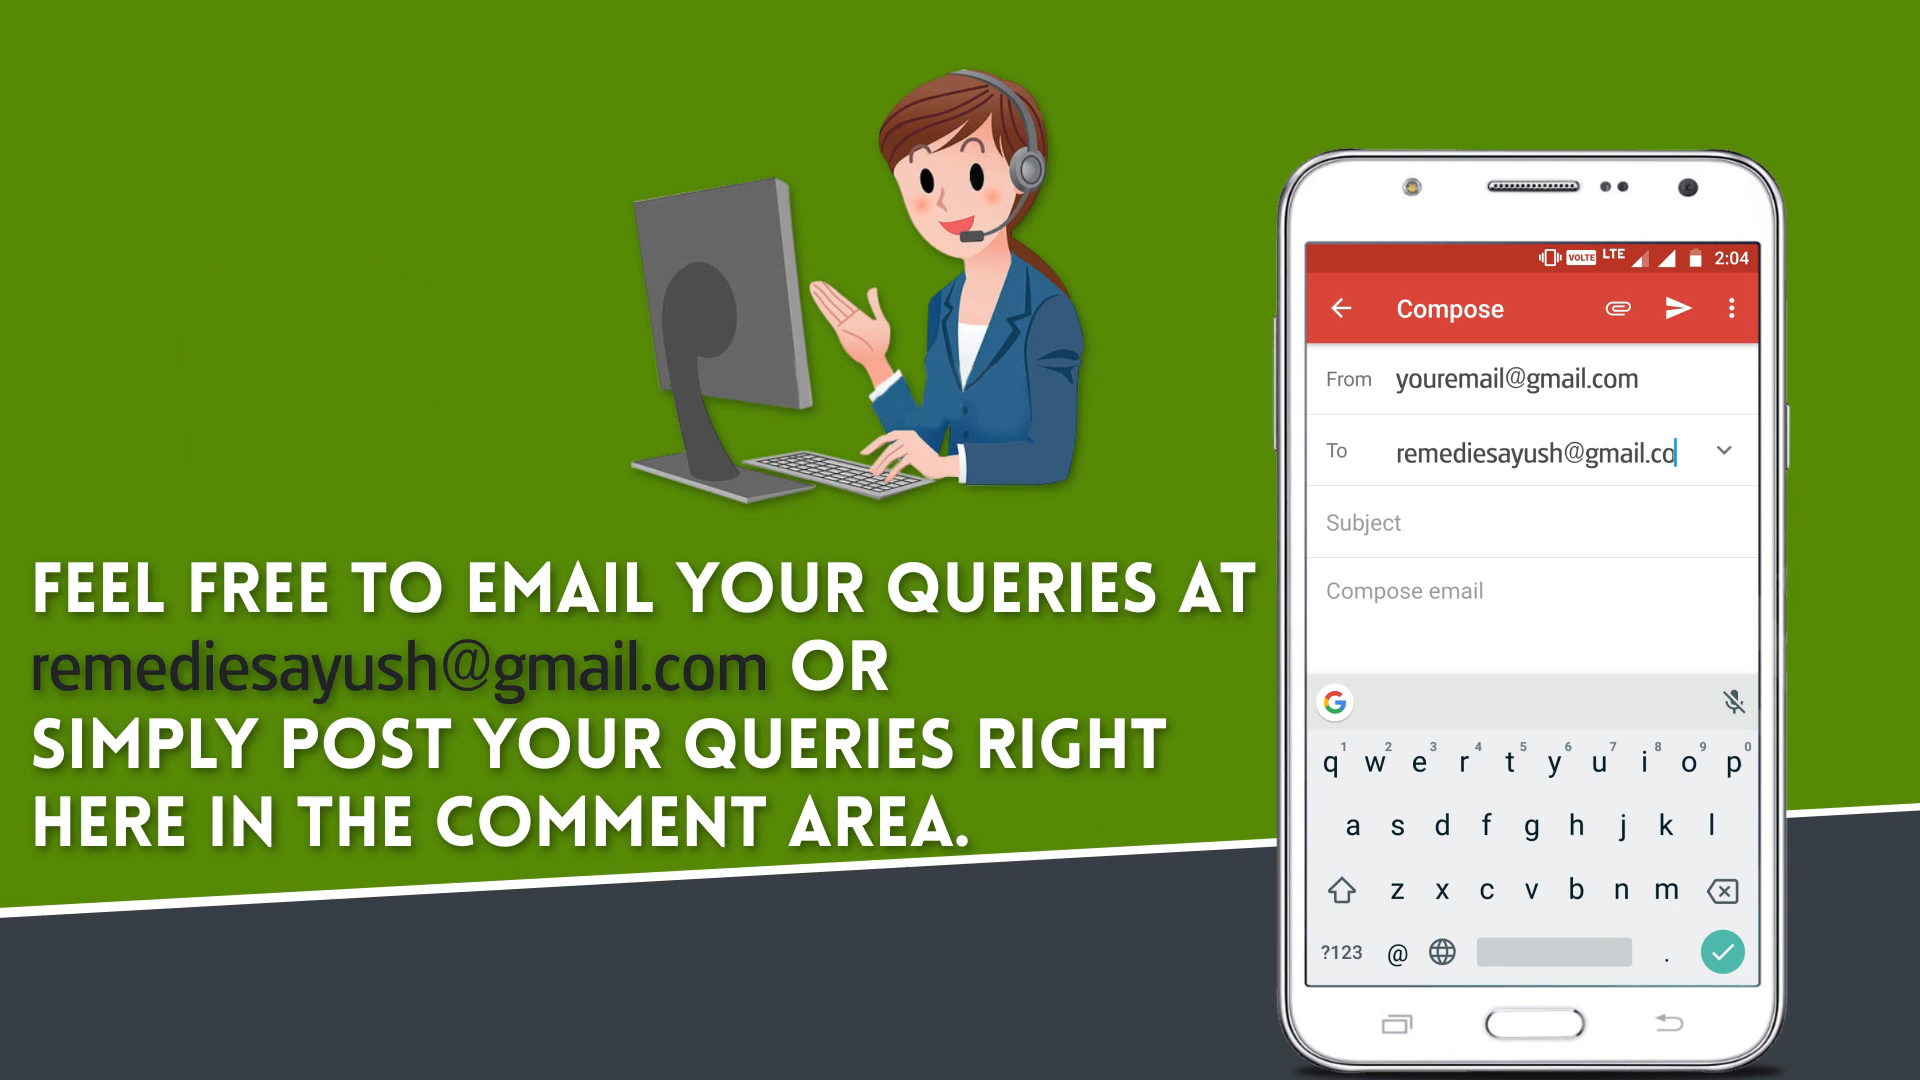 FEEL FREE TO EMAIL YOUR QUERIES AT
remediesayush@gmail.com OR
SIMPLY POST YOUR QUERIES RIGHT
HERE IN THE COMMENT AREA.
VOLTE LTE 2:04
Compose
From youremail@gmail.com
To remediesayush@gmail.co
Subject
Compose email
G
1 2 3 4 5 6 7 8 9 0
q w e r t y u i o p
a s d f g h j k l
z x c v b n m
?123 @ .